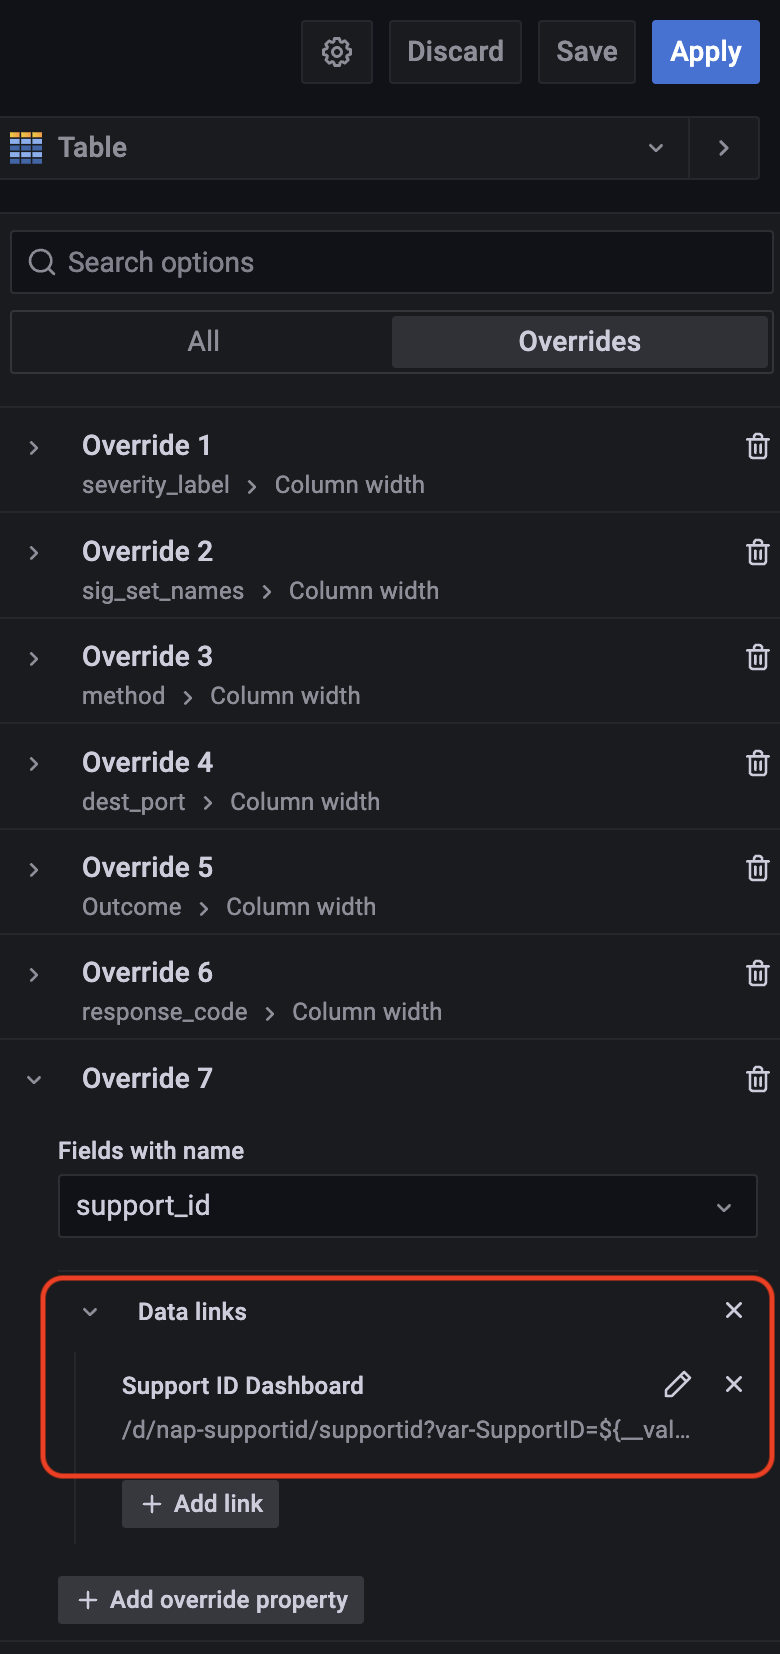 Discard Save Apply
Table
Search options
All Overrides
Override 1
severity_label > Column width
Override 2
sig_set_names > Column width
Override 3
method > Column width
Override 4
dest_port > Column width
Override 5
Outcome > Column width
Override 6
response_code > Column width
Override 7
Fields with name
support_id
Data links
Support ID Dashboard
/d/nap-supportid/supportid?var-SupportID=${__val...
+ Add link
+ Add override property